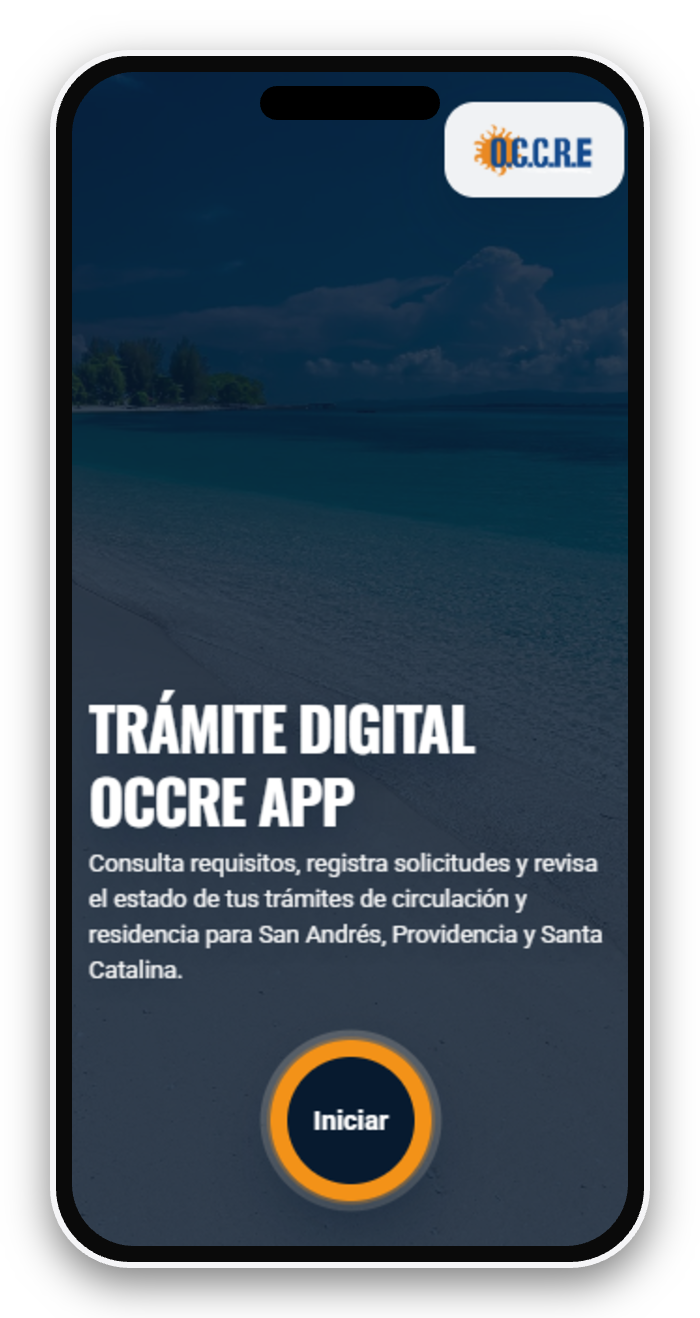 O.C.C.R.E
TRÁMITE DIGITAL
OCCRE APP
Consulta requisitos, registra solicitudes y revisa
el estado de tus trámites de circulación y
residencia para San Andrés, Providencia y Santa
Catalina.
Iniciar